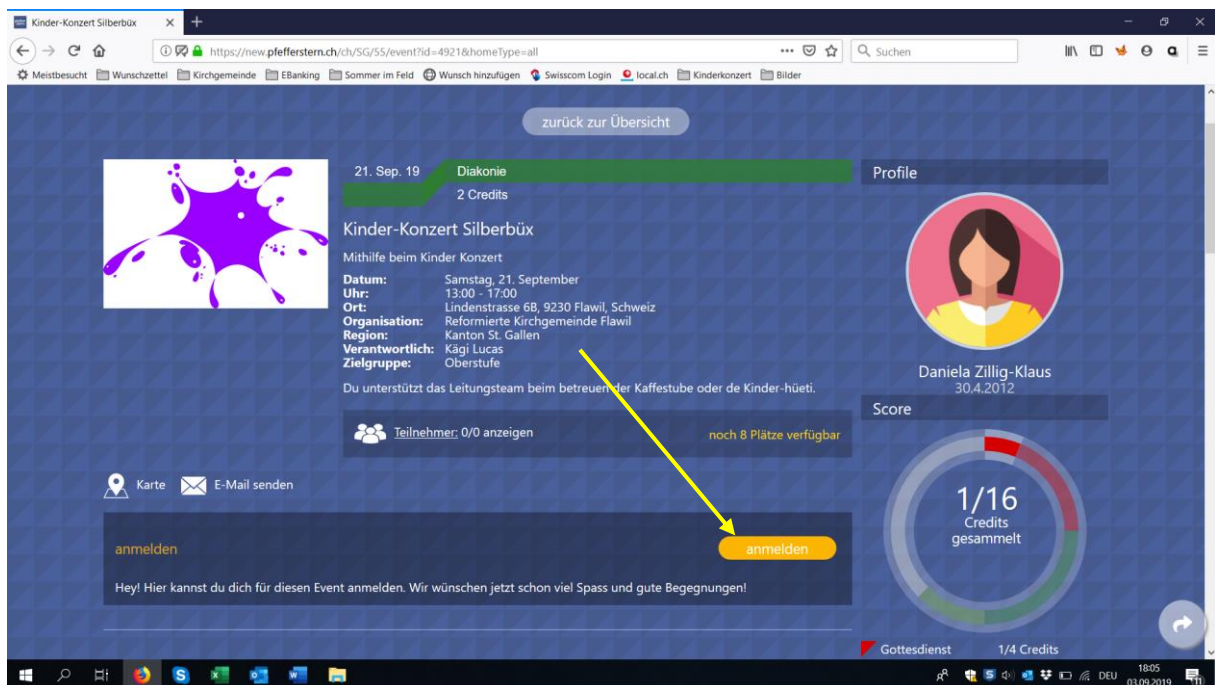 Kinder-Konzert Silberbüx
https://new.pfefferstern.ch/ch/SG/55/event?id=4921&homeType=all
Suchen
Meistbesucht Wunschzettel Kirchgemeinde EBanking Sommer im Feld Wunsch hinzufügen Swisscom Login local.ch Kinderkonzert Bilder
zurück zur Übersicht
21. Sep. 19 Diakonie
2 Credits
Kinder-Konzert Silberbüx
Mithilfe beim Kinder Konzert
Datum: Samstag, 21. September
Uhr: 13:00 - 17:00
Ort: Lindenstrasse 6B, 9230 Flawil, Schweiz
Organisation: Reformierte Kirchgemeinde Flawil
Region: Kanton St. Gallen
Verantwortlich: Kägi Lucas
Zielgruppe: Oberstufe
Du unterstützt das Leitungsteam beim betreuen der Kaffestube oder de Kinder-hüeti.
Teilnehmer: 0/0 anzeigen
noch 8 Plätze verfügbar
Karte E-Mail senden
anmelden
anmelden
Hey! Hier kannst du dich für diesen Event anmelden. Wir wünschen jetzt schon viel Spass und gute Begegnungen!
Profile
Daniela Zillig-Klaus
30.4.2012
Score
1/16
Credits
gesammelt
Gottesdienst 1/4 Credits
DEU
18:05
03.09.2019